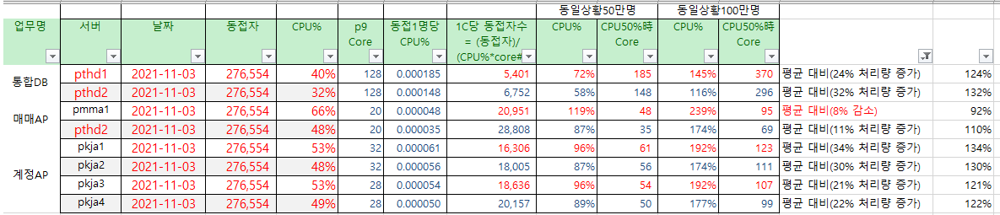 동일상황50만명 동일상황100만명
업무명 서버 날짜 동접자 CPU% p9 Core 동접1명당 CPU% 1C당 동접자수 = (동접자)/ (CPU%*core# CPU% CPU50%時 Core CPU% CPU50%時 Core
통합DB pthd1 2021-11-03 276,554 40% 128 0.000185 5,401 72% 185 145% 370 평균 대비(24% 처리량 증가) 124%
pthd2 2021-11-03 276,554 32% 128 0.000148 6,752 58% 148 116% 296 평균 대비(32% 처리량 증가) 132%
매매AP pmma1 2021-11-03 276,554 66% 20 0.000048 20,951 119% 48 239% 95 평균 대비(8% 감소) 92%
pthd2 2021-11-03 276,554 48% 20 0.000035 28,808 87% 35 174% 69 평균 대비(11% 처리량 증가) 110%
계정AP pkja1 2021-11-03 276,554 53% 32 0.000061 16,306 96% 61 192% 123 평균 대비(34% 처리량 증가) 134%
pkja2 2021-11-03 276,554 48% 32 0.000056 18,005 87% 56 174% 111 평균 대비(30% 처리량 증가) 130%
pkja3 2021-11-03 276,554 53% 28 0.000054 18,636 96% 54 192% 107 평균 대비(21% 처리량 증가) 121%
pkja4 2021-11-03 276,554 49% 28 0.000050 20,157 89% 50 177% 99 평균 대비(22% 처리량 증가) 122%